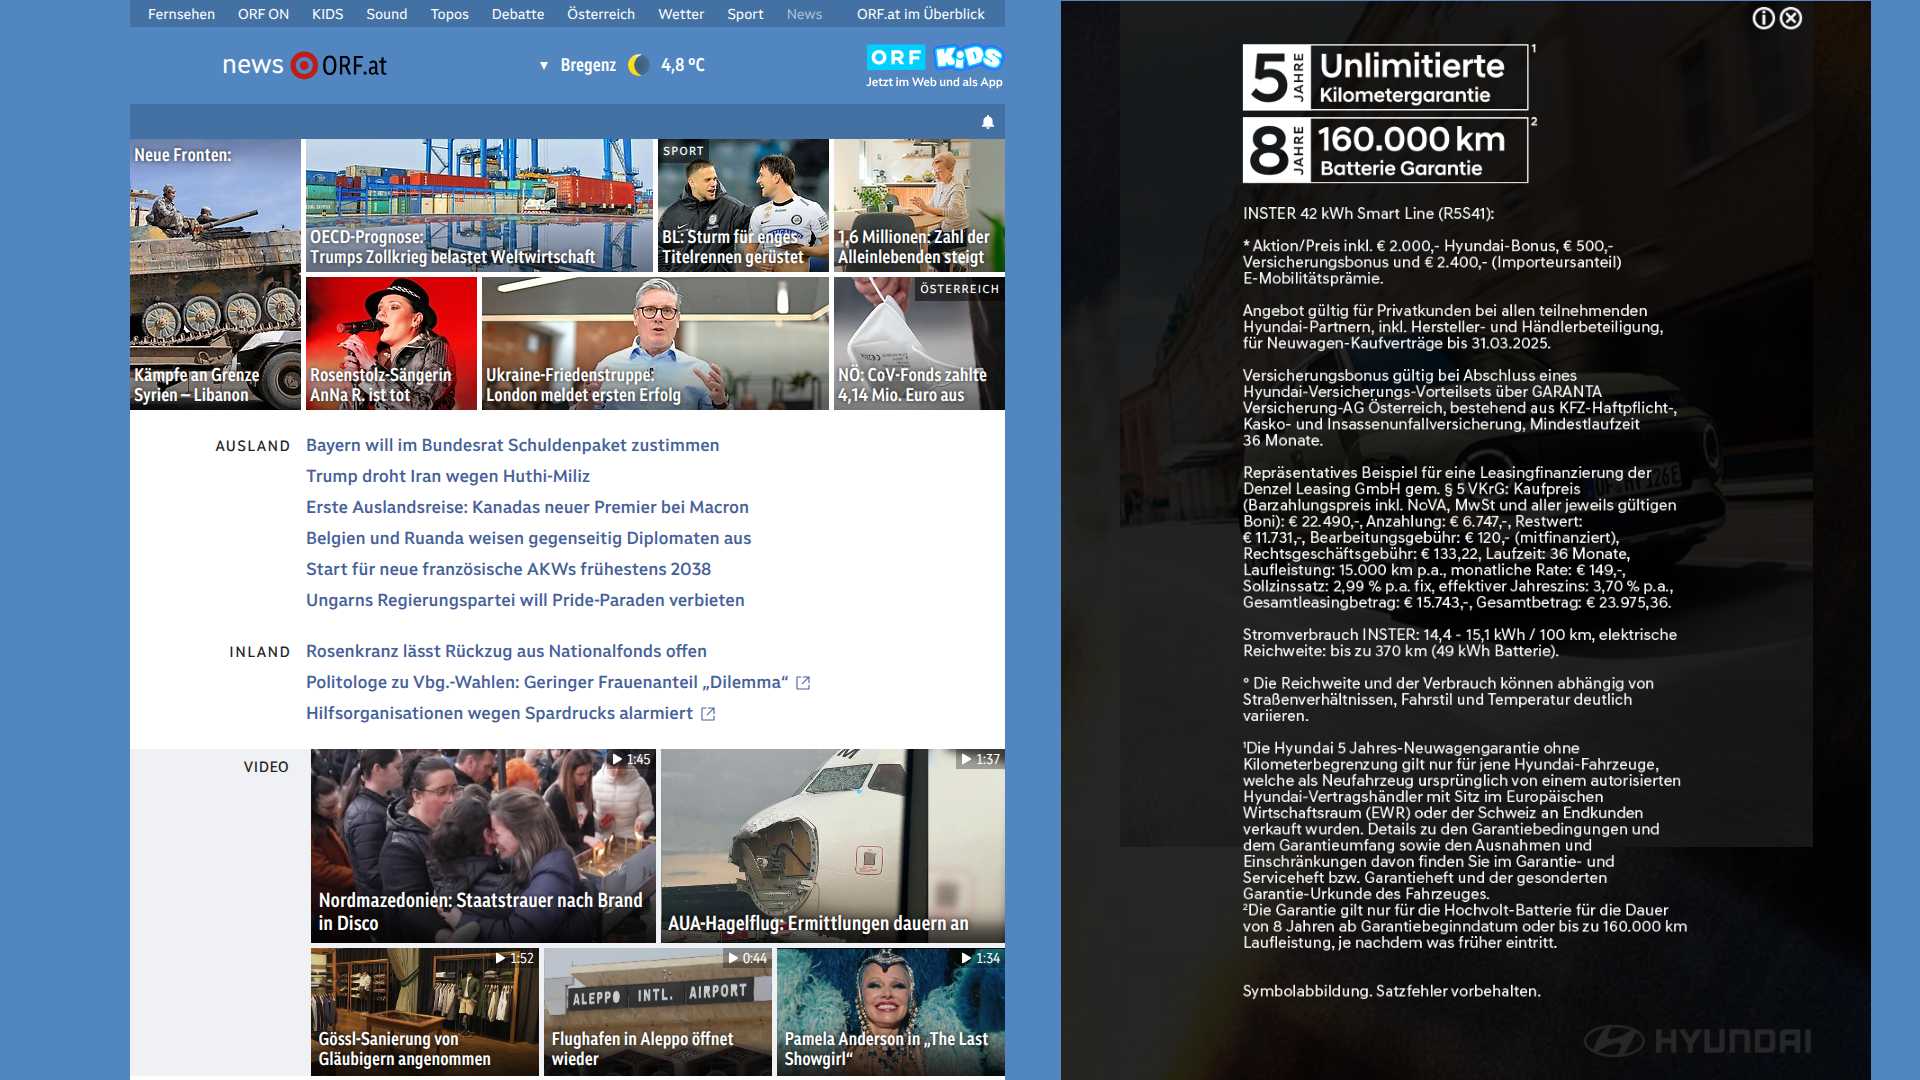 Fernsehen ORF ON KIDS Sound Topos Debatte Österreich Wetter Sport News ORF.at im Überblick
news ORF.at
▼ Bregenz 4,8 °C
ORF KiDS
Jetzt im Web und als App
Neue Fronten:
Kämpfe an Grenze
Syrien – Libanon
OECD-Prognose:
Trumps Zollkrieg belastet Weltwirtschaft
SPORT
BL: Sturm für enges
Titelrennen gerüstet
1,6 Millionen: Zahl der
Alleinlebenden steigt
Rosenstolz-Sängerin
AnNa R. ist tot
Ukraine-Friedenstruppe:
London meldet ersten Erfolg
ÖSTERREICH
NÖ: CoV-Fonds zahlte
4,14 Mio. Euro aus
AUSLAND
Bayern will im Bundesrat Schuldenpaket zustimmen
Trump droht Iran wegen Huthi-Miliz
Erste Auslandsreise: Kanadas neuer Premier bei Macron
Belgien und Ruanda weisen gegenseitig Diplomaten aus
Start für neue französische AKWs frühestens 2038
Ungarns Regierungspartei will Pride-Paraden verbieten
INLAND
Rosenkranz lässt Rückzug aus Nationalfonds offen
Politologe zu Vbg.-Wahlen: Geringer Frauenanteil „Dilemma“
Hilfsorganisationen wegen Spardrucks alarmiert
VIDEO
1:45
Nordmazedonien: Staatstrauer nach Brand
in Disco
1:37
AUA-Hagelflug: Ermittlungen dauern an
1:52
Gössl-Sanierung von
Gläubigern angenommen
0:44
ALEPPO INTL. AIRPORT
Flughafen in Aleppo öffnet
wieder
1:34
Pamela Anderson in „The Last
Showgirl“
5 JAHRE Unlimitierte Kilometergarantie ¹
8 JAHRE 160.000 km Batterie Garantie ²
INSTER 42 kWh Smart Line (R5S41):
* Aktion/Preis inkl. € 2.000,- Hyundai-Bonus, € 500,-
Versicherungsbonus und € 2.400,- (Importeursanteil)
E-Mobilitätsprämie.
Angebot gültig für Privatkunden bei allen teilnehmenden
Hyundai-Partnern, inkl. Hersteller- und Händlerbeteiligung,
für Neuwagen-Kaufverträge bis 31.03.2025.
Versicherungsbonus gültig bei Abschluss eines
Hyundai-Versicherungs-Vorteilsets über GARANTA
Versicherung-AG Österreich, bestehend aus KFZ-Haftpflicht-,
Kasko- und Insassenunfallversicherung, Mindestlaufzeit
36 Monate.
Repräsentatives Beispiel für eine Leasingfinanzierung der
Denzel Leasing GmbH gem. § 5 VKrG: Kaufpreis
(Barzahlungspreis inkl. NoVA, MwSt und aller jeweils gültigen
Boni): € 22.490,-, Anzahlung: € 6.747,-, Restwert:
€ 11.731,-, Bearbeitungsgebühr: € 120,- (mitfinanziert),
Rechtsgeschäftsgebühr: € 133,22, Laufzeit: 36 Monate,
Laufleistung: 15.000 km p.a., monatliche Rate: € 149,-,
Sollzinssatz: 2,99 % p.a. fix, effektiver Jahreszins: 3,70 % p.a.,
Gesamtleasingbetrag: € 15.743,-, Gesamtbetrag: € 23.975,36.
Stromverbrauch INSTER: 14,4 - 15,1 kWh / 100 km, elektrische
Reichweite: bis zu 370 km (49 kWh Batterie).
° Die Reichweite und der Verbrauch können abhängig von
Straßenverhältnissen, Fahrstil und Temperatur deutlich
variieren.
¹Die Hyundai 5 Jahres-Neuwagengarantie ohne
Kilometerbegrenzung gilt nur für jene Hyundai-Fahrzeuge,
welche als Neufahrzeug ursprünglich von einem autorisierten
Hyundai-Vertragshändler mit Sitz im Europäischen
Wirtschaftsraum (EWR) oder der Schweiz an Endkunden
verkauft wurden. Details zu den Garantiebedingungen und
dem Garantieumfang sowie den Ausnahmen und
Einschränkungen davon finden Sie im Garantie- und
Serviceheft bzw. Garantieheft und der gesonderten
Garantie-Urkunde des Fahrzeuges.
²Die Garantie gilt nur für die Hochvolt-Batterie für die Dauer
von 8 Jahren ab Garantiebeginndatum oder bis zu 160.000 km
Laufleistung, je nachdem was früher eintritt.
Symbolabbildung. Satzfehler vorbehalten.
HYUNDAI